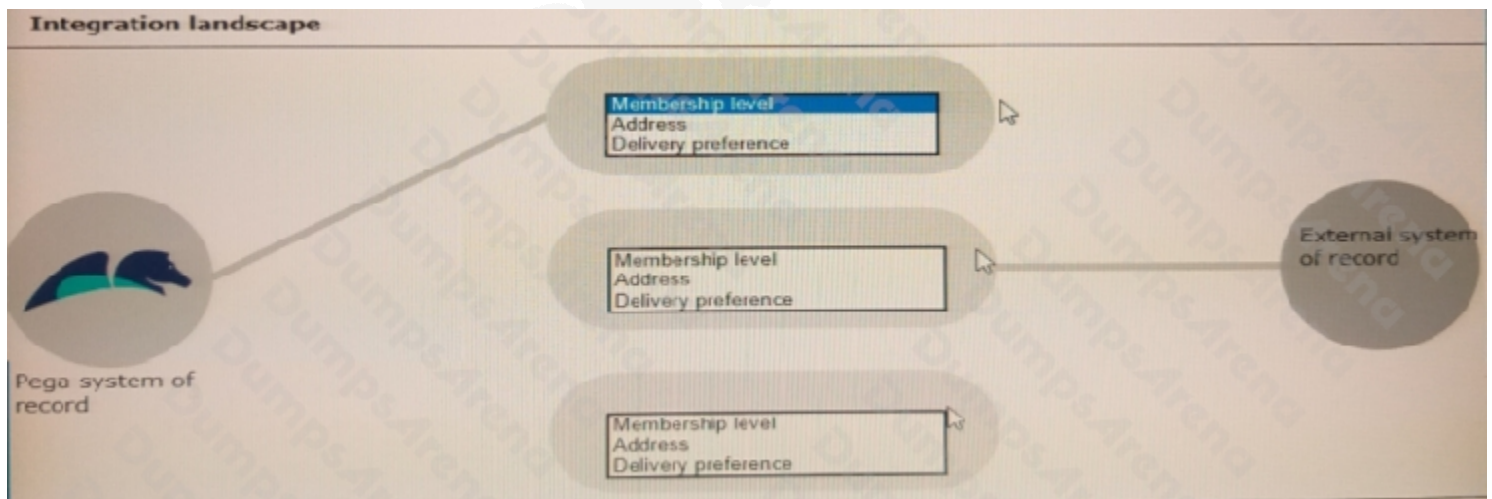 Integration landscape
Membership level
Address
Delivery preference
Membership level
Address
Delivery preference
External system
of record
Pega system of
record
Membership level
Address
Delivery preference
DumpsArena